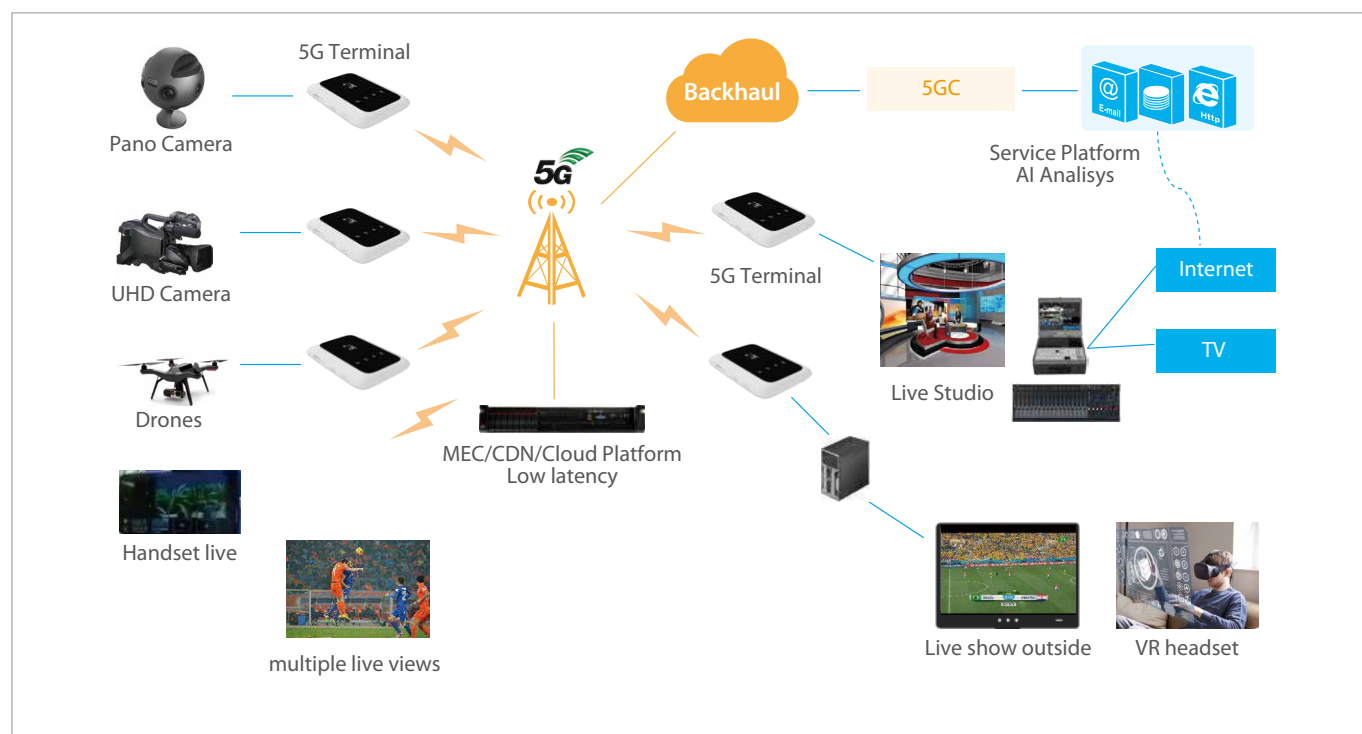 5G Terminal
Backhaul
5GC
@
E-mail
Http
Pano Camera
5G
Service Platform
AI Analisys
UHD Camera
5G Terminal
Internet
TV
Drones
Live Studio
MEC/CDN/Cloud Platform
Low latency
Handset live
multiple live views
Live show outside
VR headset